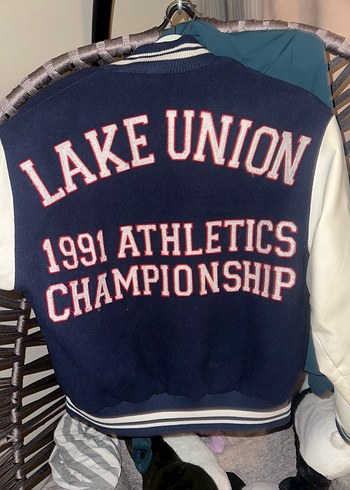 LAKE UNION
1991 ATHLETICS
CHAMPIONSHIP